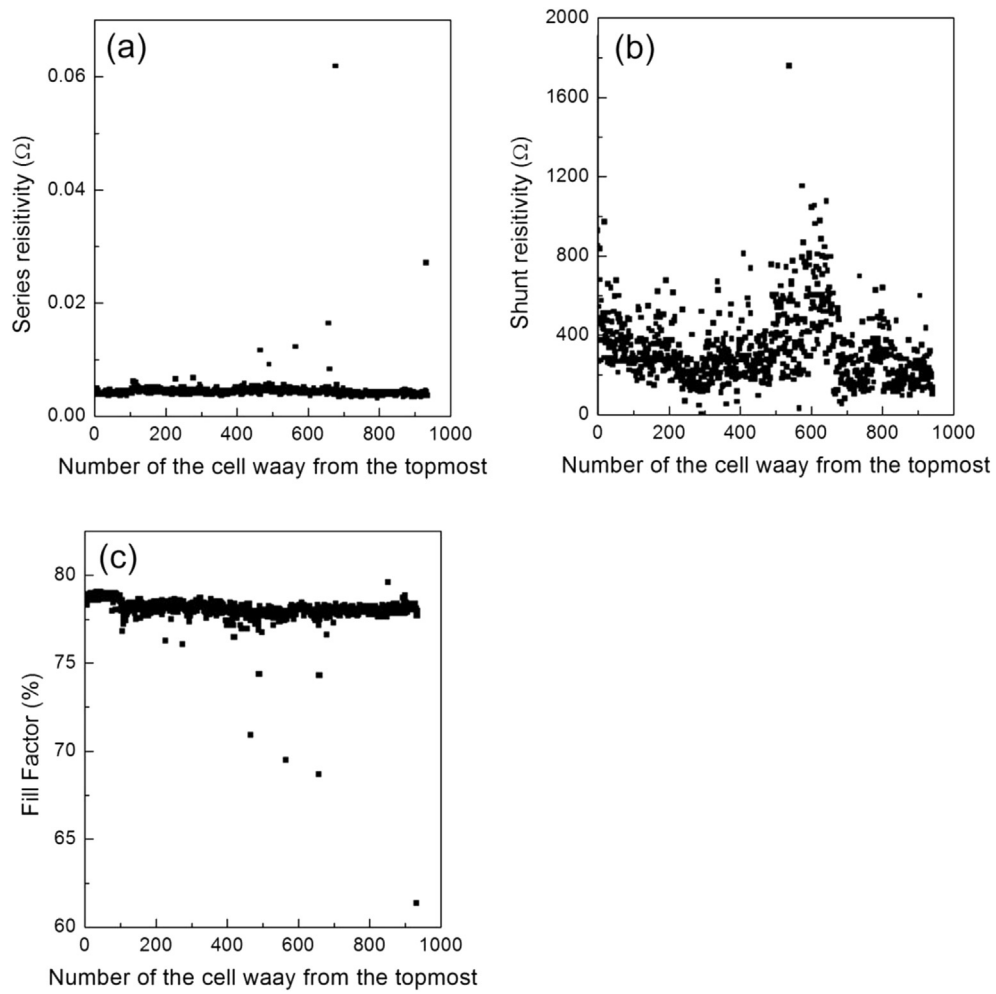 (a)
0.06
0.04
0.02
0.00
0 200 400 600 800 1000
Series reisitivity (Ω)
Number of the cell waay from the topmost
(b)
2000
1600
1200
800
400
0
0 200 400 600 800 1000
Shunt reisitivity (Ω)
Number of the cell waay from the topmost
(c)
80
75
70
65
60
0 200 400 600 800 1000
Fill Factor (%)
Number of the cell waay from the topmost